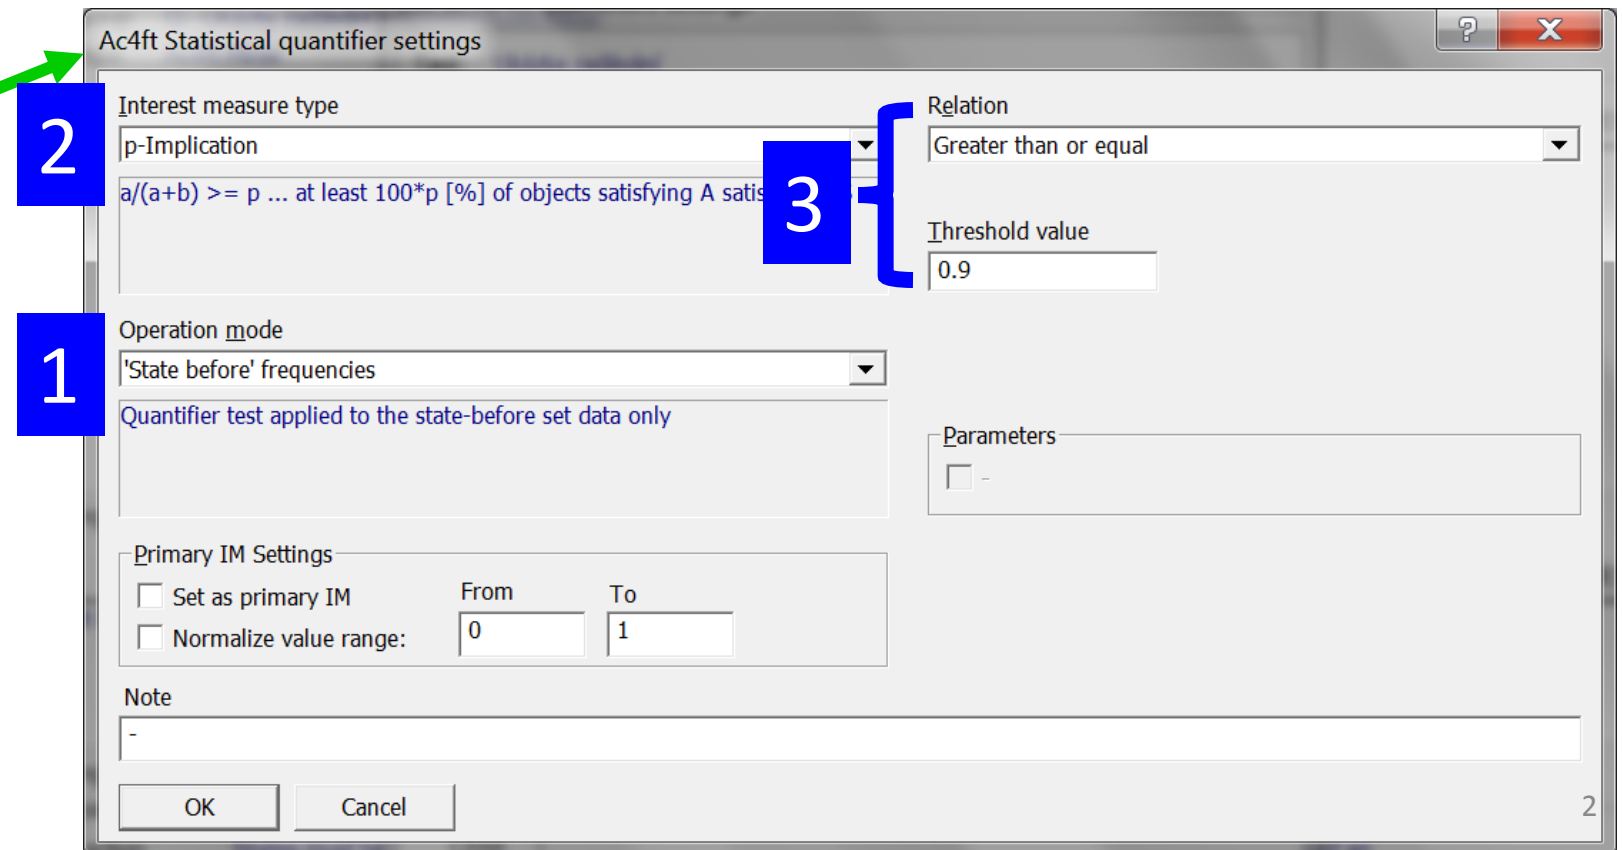 Ac4ft Statistical quantifier settings
?
X
2
Interest measure type
p-Implication
a/(a+b) >= p ... at least 100*p [%] of objects satisfying A
3
Relation
Greater than or equal
Threshold value
0.9
1
Operation mode
'State before' frequencies
Quantifier test applied to the state-before set data only
Parameters
-
Primary IM Settings
Set as primary IM
Normalize value range:
From
To
0
1
Note
-
OK
Cancel
2